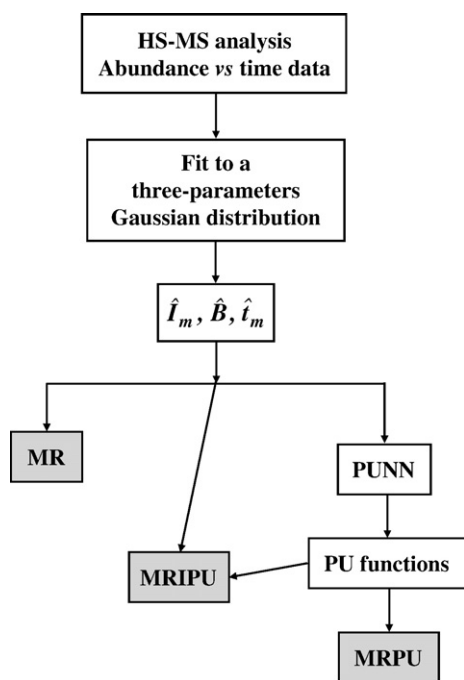 HS-MS analysis
Abundance vs time data
Fit to a
three-parameters
Gaussian distribution
Î_m, B̂, t̂_m
MR
PUNN
MRIPU
PU functions
MRPU